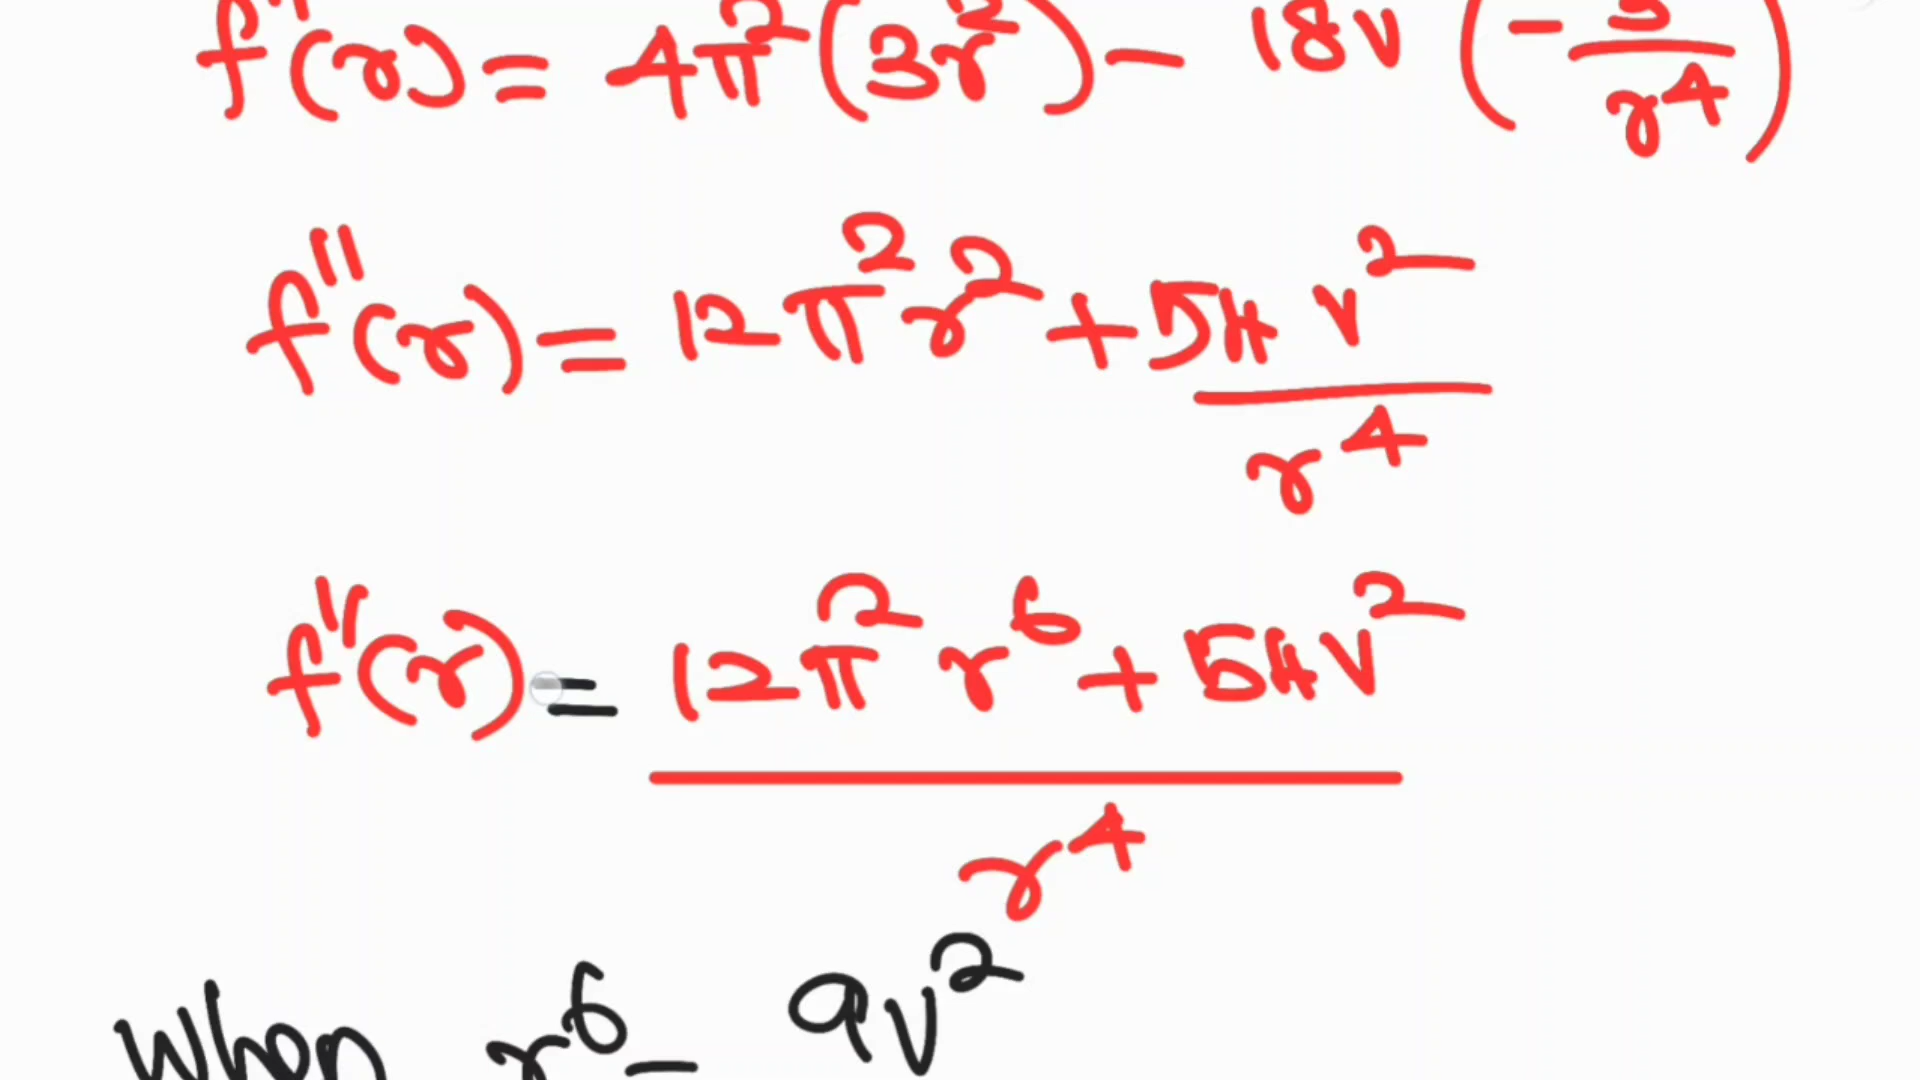 f''(r) = 4π²(3r²) - 18v(-3/r⁴)
f''(r) = 12π²r² + 54v²/r⁴
f''(r) = 12π²r⁶ + 54v²
r⁴
When r⁶ = 9v²